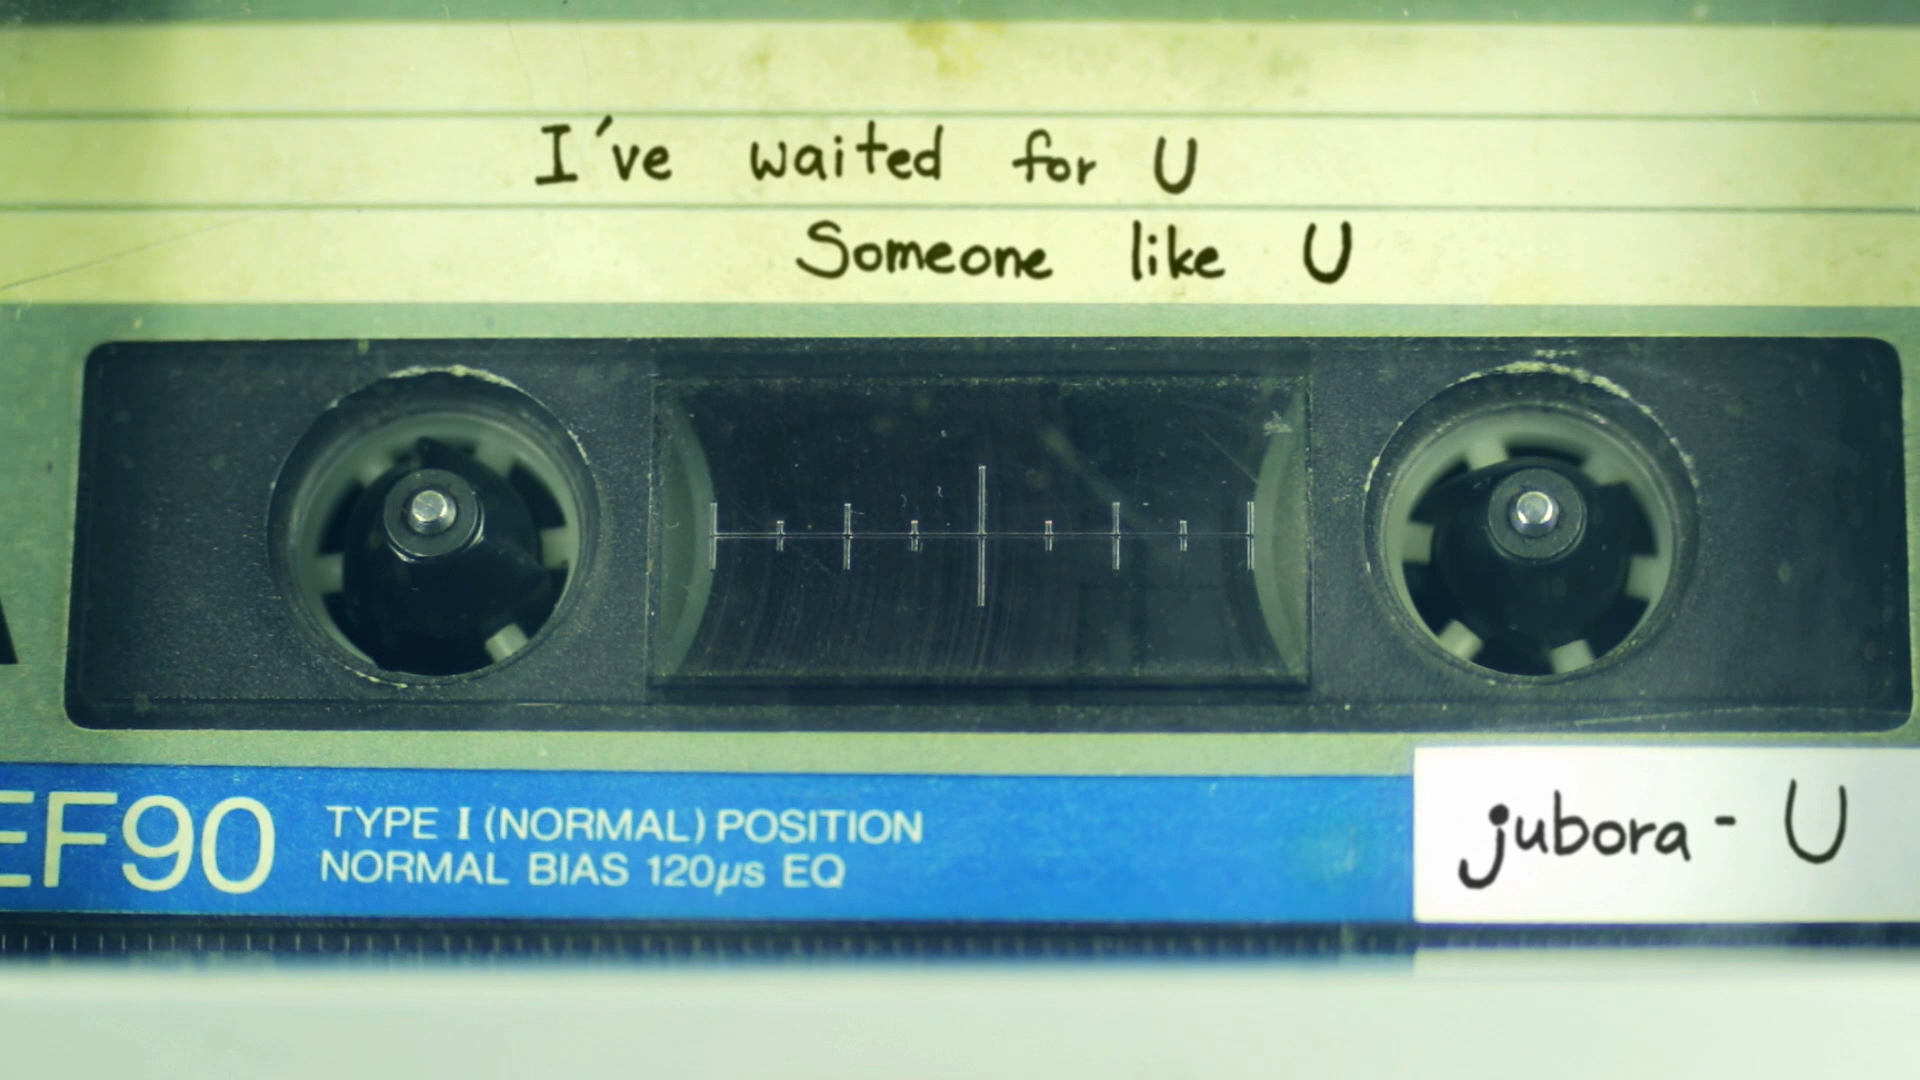 I've waited for U
Someone like U
EF90
TYPE I (NORMAL) POSITION
NORMAL BIAS 120μs EQ
jubora - U